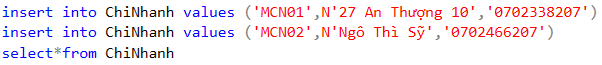 insert into ChiNhanh values ('MCN01',N'27 An Thượng 10','0702338207')
insert into ChiNhanh values ('MCN02',N'Ngô Thì Sỹ','0702466207')
select*from ChiNhanh